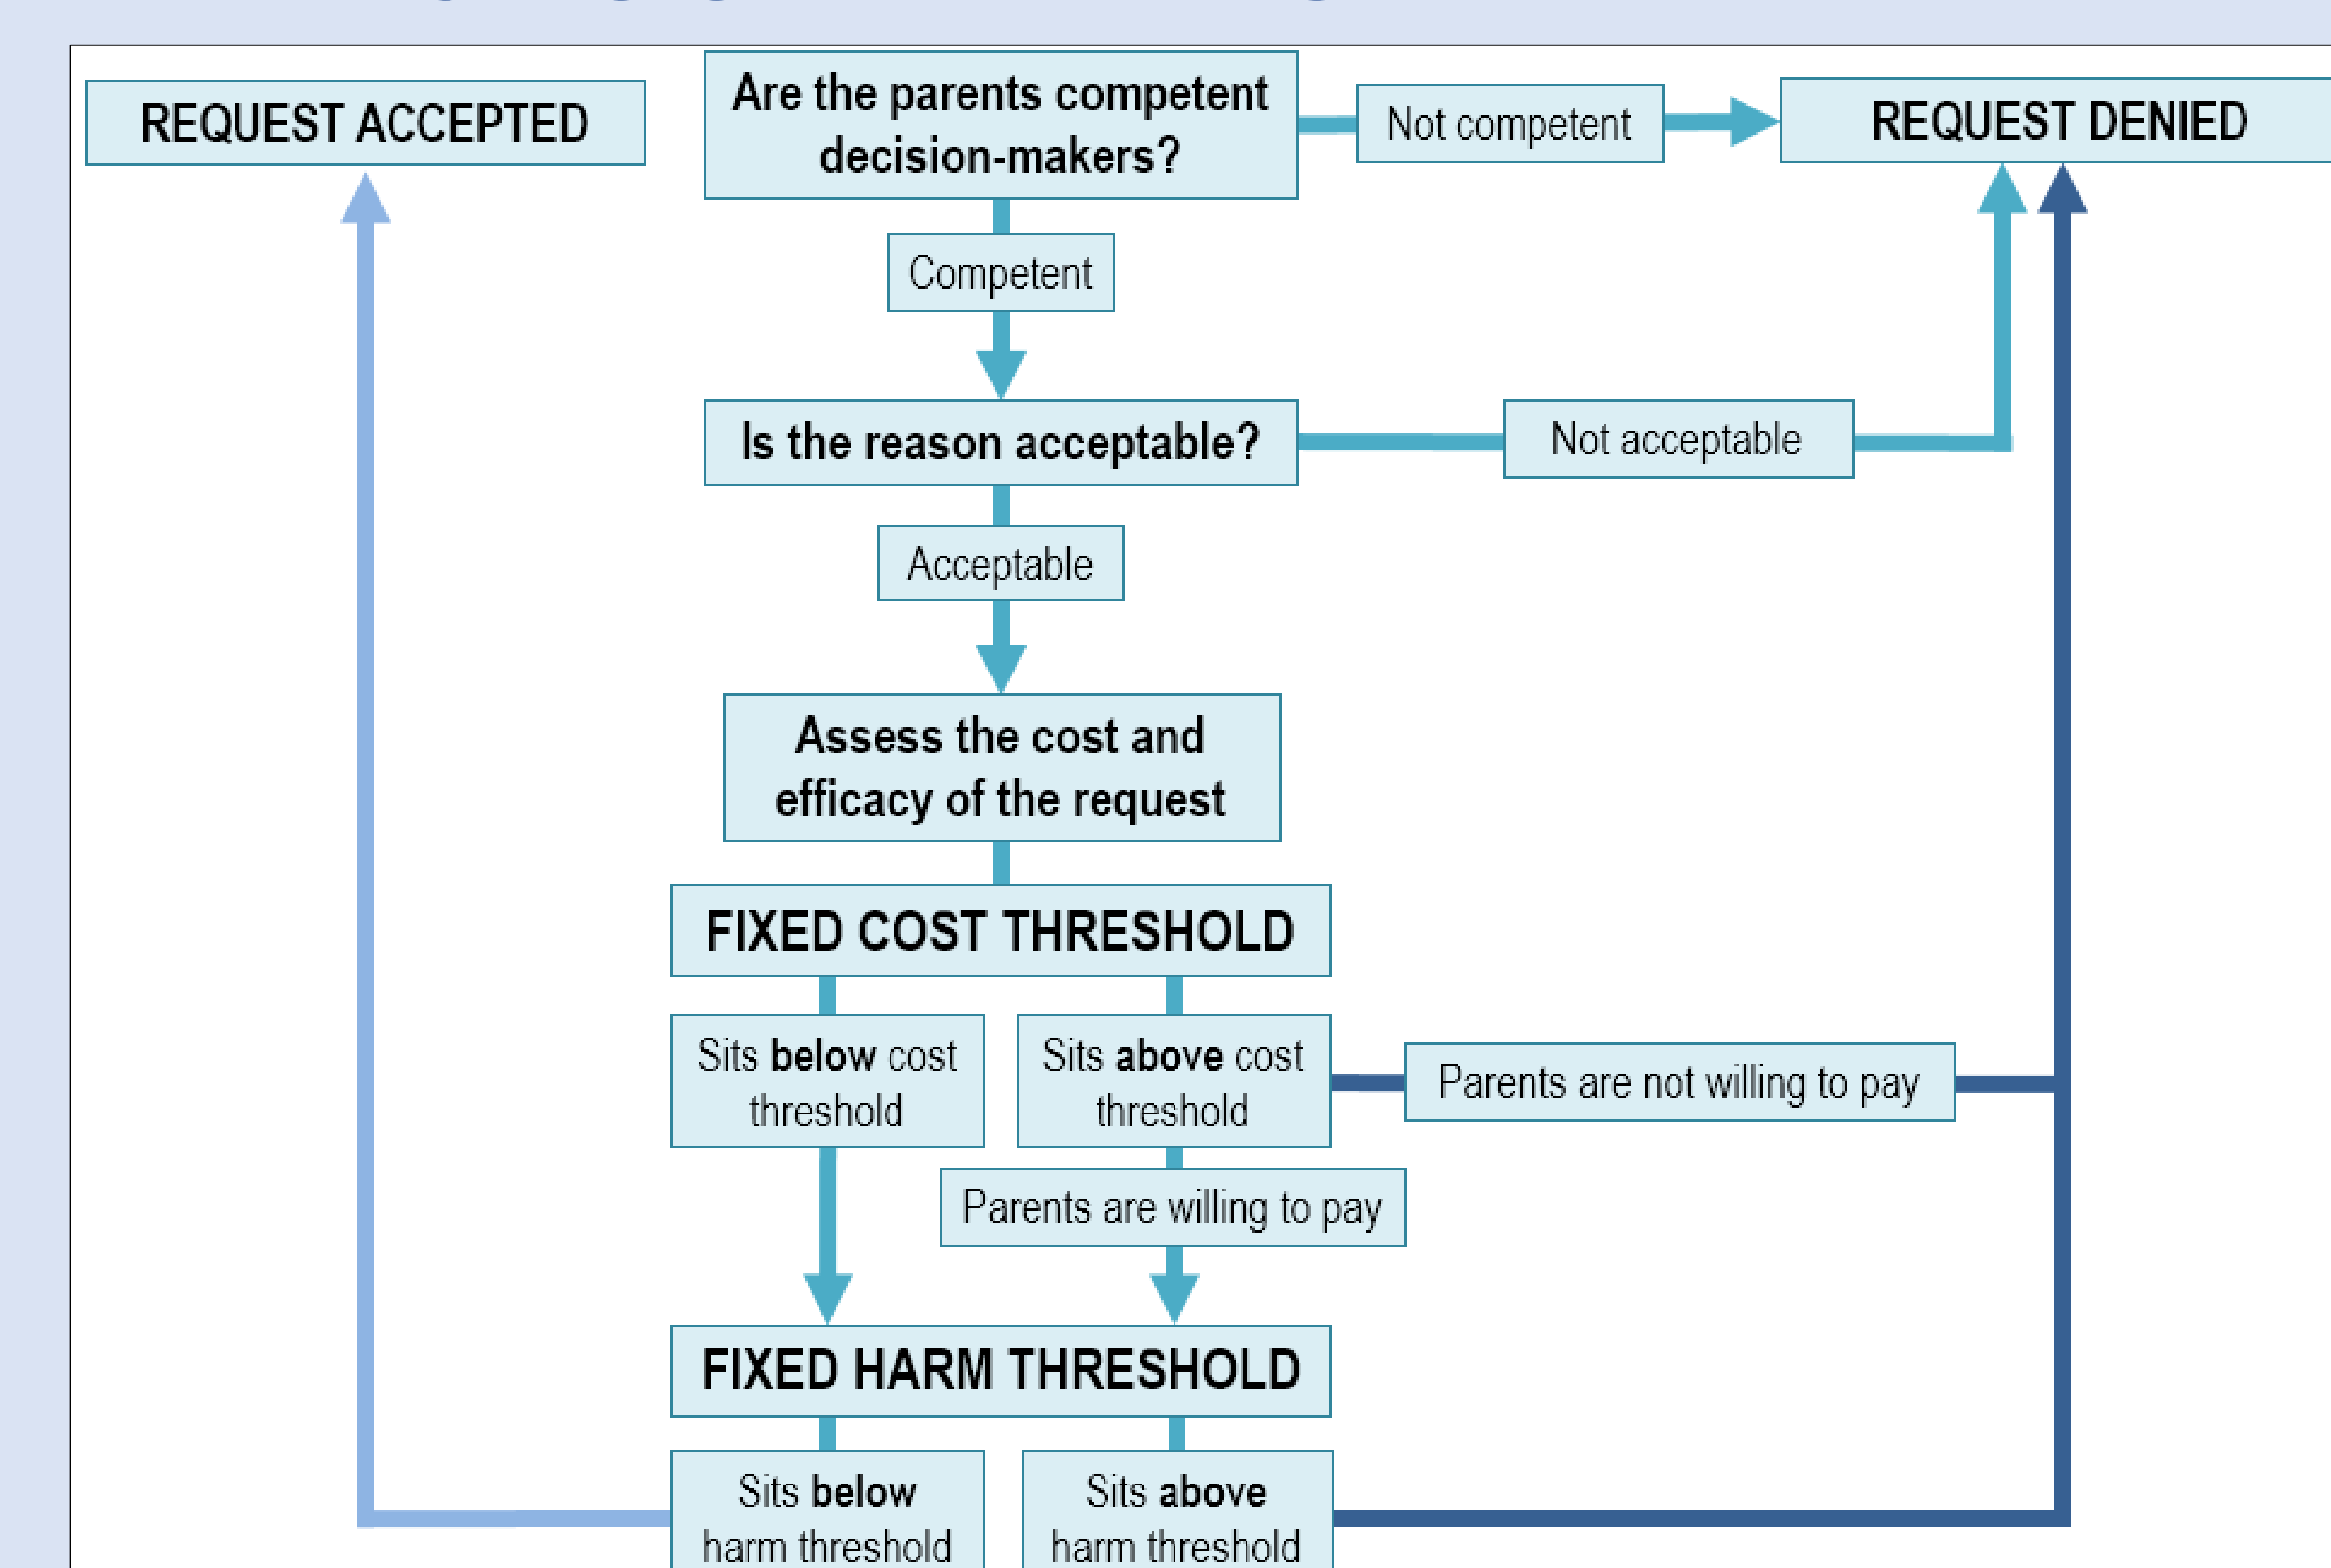 REQUEST ACCEPTED
Are the parents competent
decision-makers?
Not competent
REQUEST DENIED
Competent
Is the reason acceptable?
Not acceptable
Acceptable
Assess the cost and
efficacy of the request
FIXED COST THRESHOLD
Sits below cost
threshold
Sits above cost
threshold
Parents are not willing to pay
Parents are willing to pay
FIXED HARM THRESHOLD
Sits below
harm threshold
Sits above
harm threshold